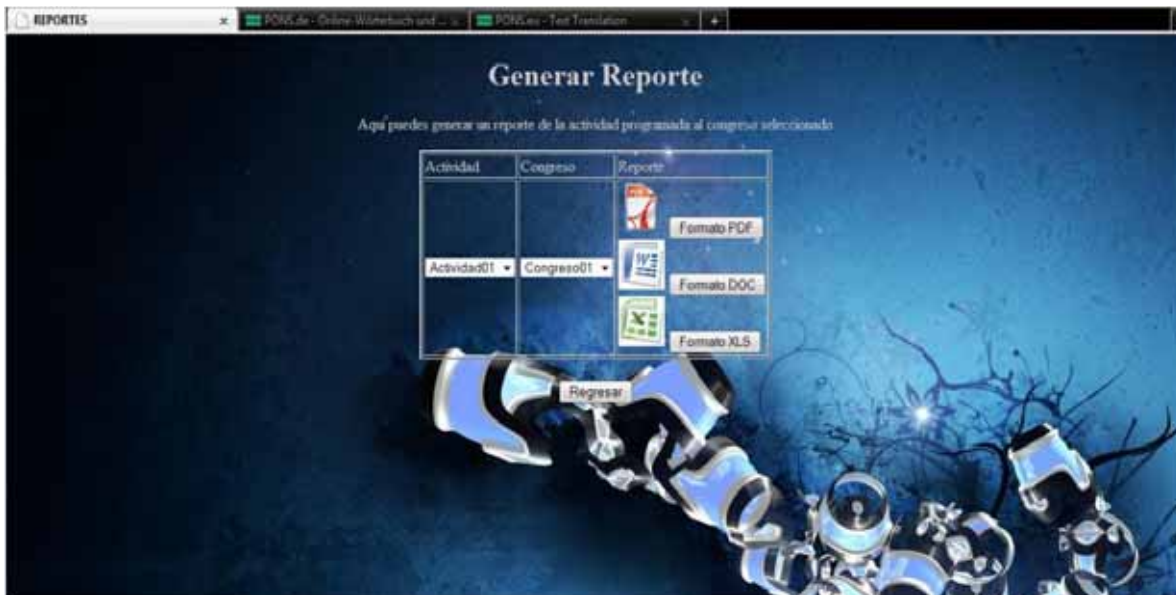 REPORTES
PONS.de - Online-Wörterbuch und ...
PONS.eu - Text Translation
Generar Reporte
Aquí puedes generar un reporte de la actividad programada al congreso seleccionado
Actividad Congreso Reporte
Formato PDF
Actividad01 Congreso01
Formato DOC
Formato XLS
Regresar